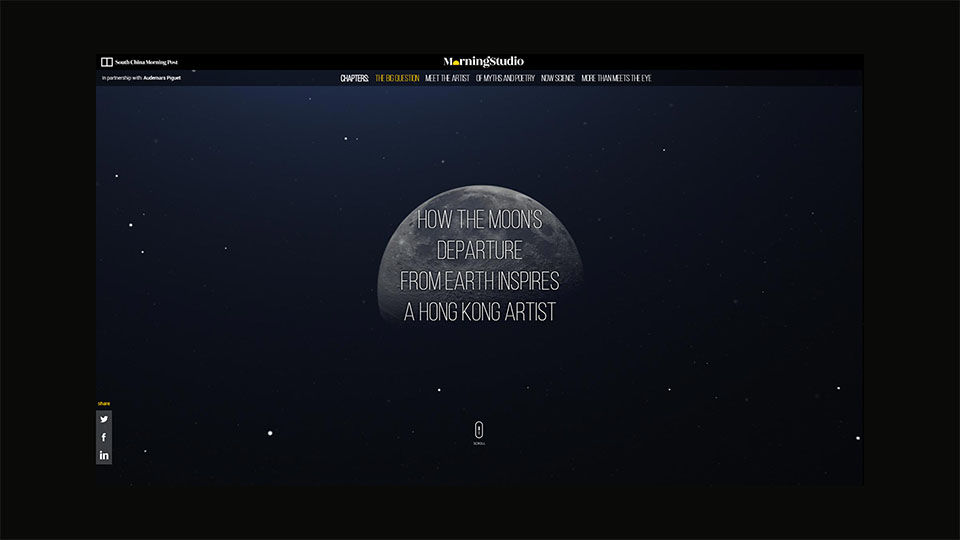 South China Morning Post
MorningStudio
In partnership with: Audemars Piguet
CHAPTERS: THE BIG QUESTION MEET THE ARTIST OF MYTHS AND POETRY NOW SCIENCE MORE THAN MEETS THE EYE
HOW THE MOON'S
DEPARTURE
FROM EARTH INSPIRES
A HONG KONG ARTIST
share
SCROLL